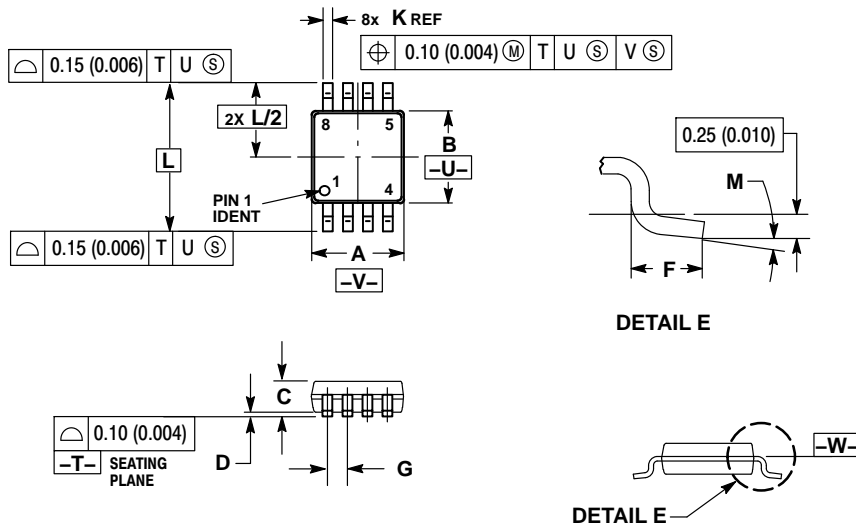 8x K REF
⌖ 0.10 (0.004) Ⓜ T U Ⓢ V Ⓢ
⌓ 0.15 (0.006) T U Ⓢ
2X L/2
L
8 5
B
–U–
1 4
PIN 1
IDENT
⌓ 0.15 (0.006) T U Ⓢ
A
–V–
0.25 (0.010)
M
F
DETAIL E
C
⌓ 0.10 (0.004)
–T– SEATING
PLANE
D
G
–W–
DETAIL E